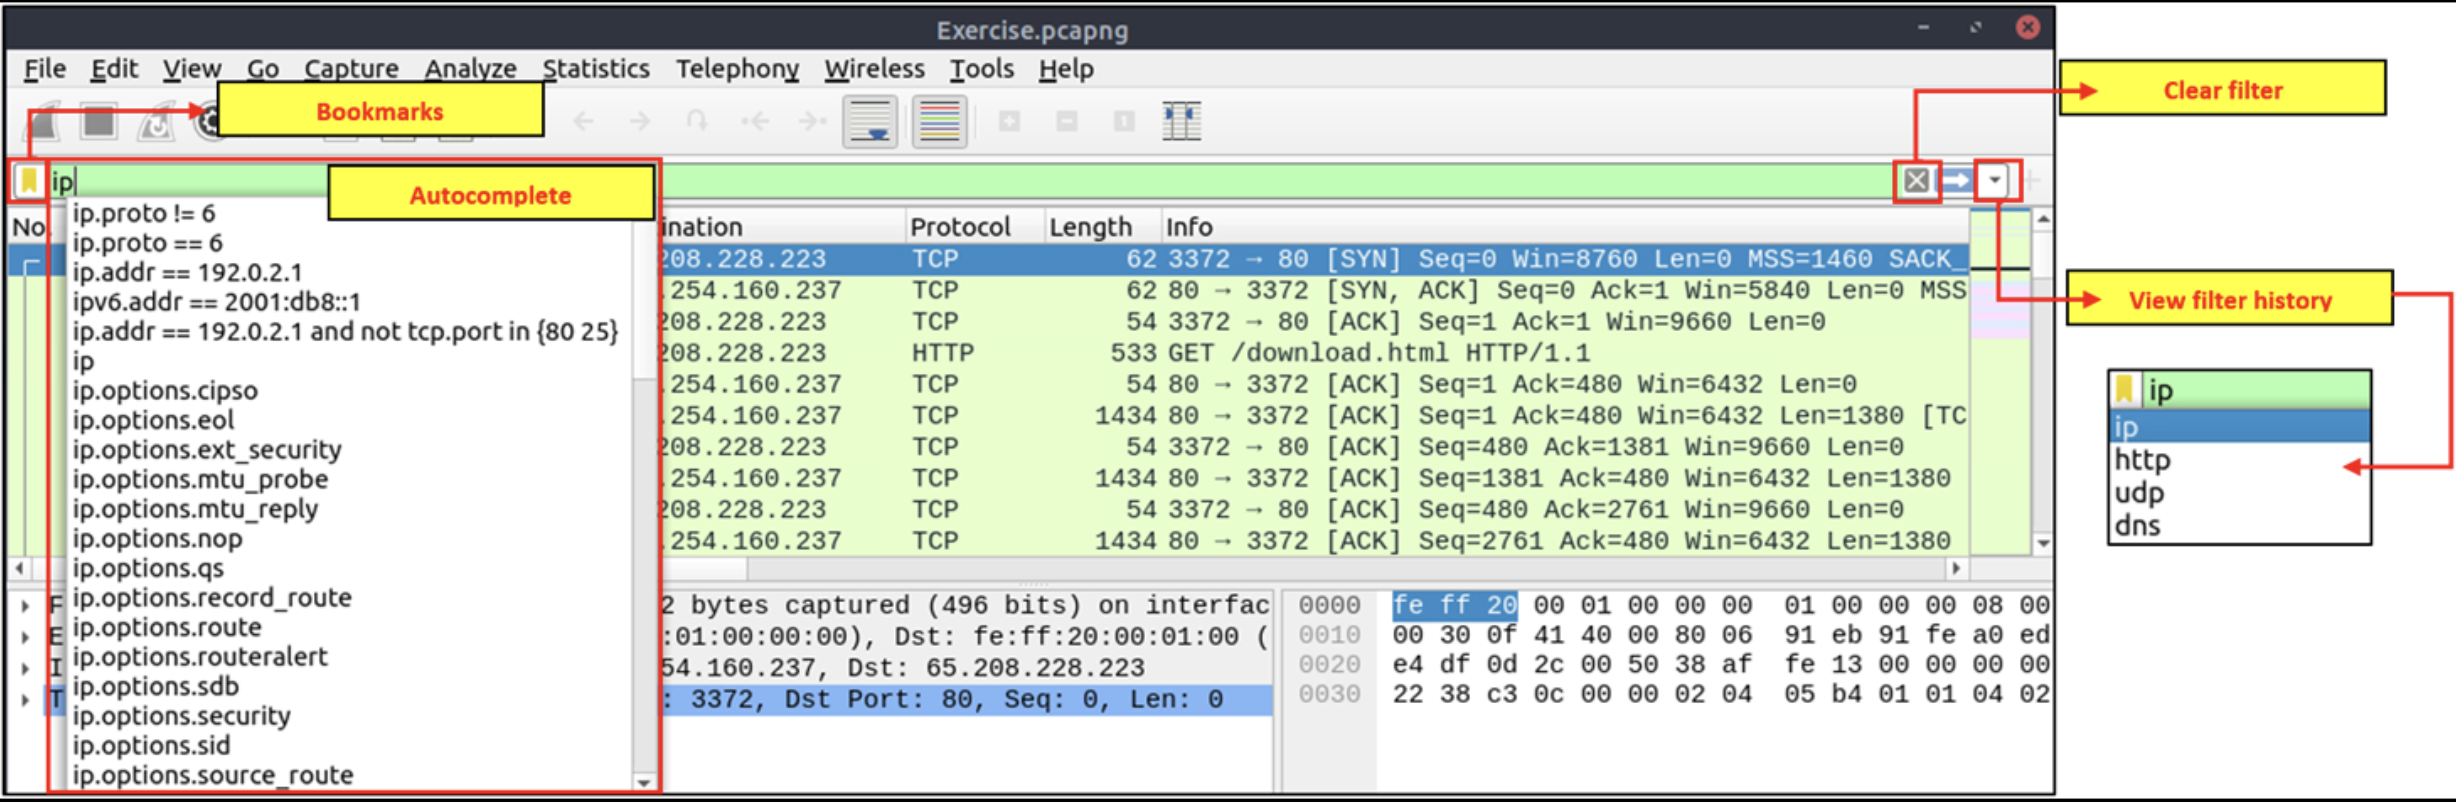 Exercise.pcapng
File Edit View Go Capture Analyze Statistics Telephony Wireless Tools Help
Clear filter
Bookmarks
ip
Autocomplete
No. ination Protocol Length Info
ip.proto != 6
ip.proto == 6
ip.addr == 192.0.2.1
ipv6.addr == 2001:db8::1
ip.addr == 192.0.2.1 and not tcp.port in {80 25}
ip
ip.options.cipso
ip.options.eol
ip.options.ext_security
ip.options.mtu_probe
ip.options.mtu_reply
ip.options.nop
ip.options.qs
ip.options.record_route
ip.options.route
ip.options.routeralert
ip.options.sdb
ip.options.security
ip.options.sid
ip.options.source_route
208.228.223 TCP 62 3372 → 80 [SYN] Seq=0 Win=8760 Len=0 MSS=1460 SACK_
.254.160.237 TCP 62 80 → 3372 [SYN, ACK] Seq=0 Ack=1 Win=5840 Len=0 MSS
208.228.223 TCP 54 3372 → 80 [ACK] Seq=1 Ack=1 Win=9660 Len=0
208.228.223 HTTP 533 GET /download.html HTTP/1.1
.254.160.237 TCP 54 80 → 3372 [ACK] Seq=1 Ack=480 Win=6432 Len=0
.254.160.237 TCP 1434 80 → 3372 [ACK] Seq=1 Ack=480 Win=6432 Len=1380 [TC
208.228.223 TCP 54 3372 → 80 [ACK] Seq=480 Ack=1381 Win=9660 Len=0
.254.160.237 TCP 1434 80 → 3372 [ACK] Seq=1381 Ack=480 Win=6432 Len=1380
208.228.223 TCP 54 3372 → 80 [ACK] Seq=480 Ack=2761 Win=9660 Len=0
.254.160.237 TCP 1434 80 → 3372 [ACK] Seq=2761 Ack=480 Win=6432 Len=1380
F 2 bytes captured (496 bits) on interfac
E :01:00:00:00), Dst: fe:ff:20:00:01:00 (
I 54.160.237, Dst: 65.208.228.223
T : 3372, Dst Port: 80, Seq: 0, Len: 0
0000 fe ff 20 00 01 00 00 00 01 00 00 00 08 00
0010 00 30 0f 41 40 00 80 06 91 eb 91 fe a0 ed
0020 e4 df 0d 2c 00 50 38 af fe 13 00 00 00 00
0030 22 38 c3 0c 00 00 02 04 05 b4 01 01 04 02
View filter history
ip
ip
http
udp
dns